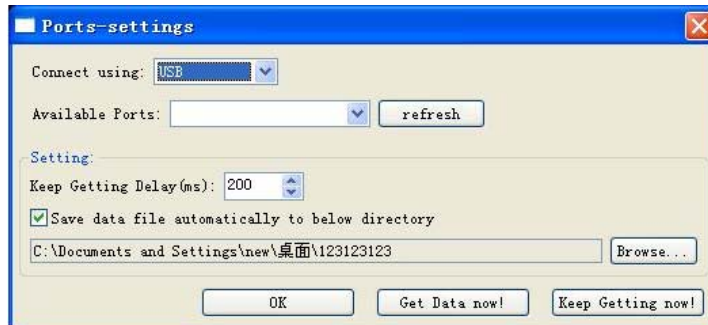 Ports-settings
Connect using: USB
Available Ports: refresh
Setting:
Keep Getting Delay(ms): 200
Save data file automatically to below directory
C:\Documents and Settings\new\桌面\123123123 Browse...
OK Get Data now! Keep Getting now!